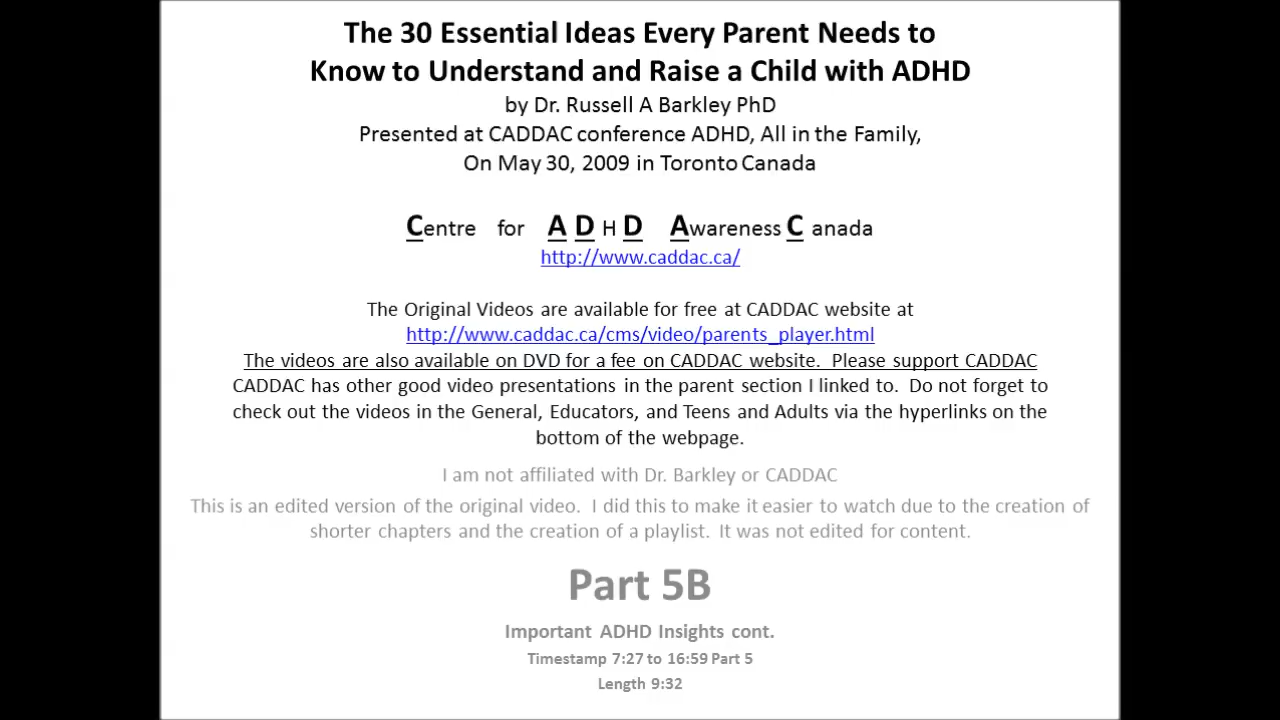 The 30 Essential Ideas Every Parent Needs to
Know to Understand and Raise a Child with ADHD
by Dr. Russell A Barkley PhD
Presented at CADDAC conference ADHD, All in the Family,
On May 30, 2009 in Toronto Canada
Centre for A D H D Awareness C anada
http://www.caddac.ca/
The Original Videos are available for free at CADDAC website at
http://www.caddac.ca/cms/video/parents_player.html
The videos are also available on DVD for a fee on CADDAC website. Please support CADDAC
CADDAC has other good video presentations in the parent section I linked to. Do not forget to
check out the videos in the General, Educators, and Teens and Adults via the hyperlinks on the
bottom of the webpage.
I am not affiliated with Dr. Barkley or CADDAC
This is an edited version of the original video. I did this to make it easier to watch due to the creation of
shorter chapters and the creation of a playlist. It was not edited for content.
Part 5B
Important ADHD Insights cont.
Timestamp 7:27 to 16:59 Part 5
Length 9:32